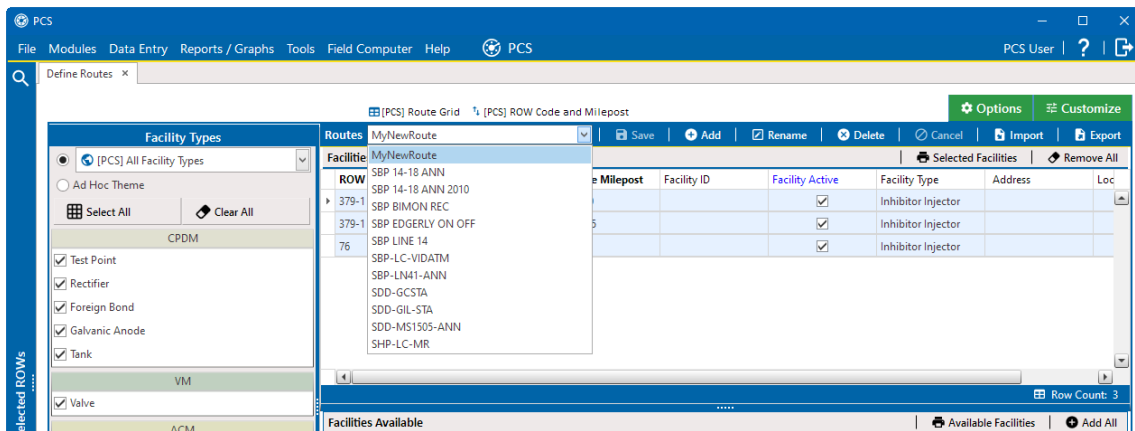 PCS
File Modules Data Entry Reports / Graphs Tools Field Computer Help PCS PCS User ?
Define Routes ×
[PCS] Route Grid [PCS] ROW Code and Milepost Options Customize
Facility Types
[PCS] All Facility Types
Ad Hoc Theme
Select All Clear All
CPDM
Test Point
Rectifier
Foreign Bond
Galvanic Anode
Tank
VM
Valve
ACM
elected ROWs
Routes MyNewRoute Save Add Rename Delete Cancel Import Export
Facilitie Selected Facilities Remove All
ROW e Milepost Facility ID Facility Active Facility Type Address Loc
379-1 Inhibitor Injector
379-1 Inhibitor Injector
76 Inhibitor Injector
MyNewRoute
SBP 14-18 ANN
SBP 14-18 ANN 2010
SBP BIMON REC
SBP EDGERLY ON OFF
SBP LINE 14
SBP-LC-VIDATM
SBP-LN41-ANN
SDD-GCSTA
SDD-GIL-STA
SDD-MS1505-ANN
SHP-LC-MR
Row Count: 3
Facilities Available Available Facilities Add All